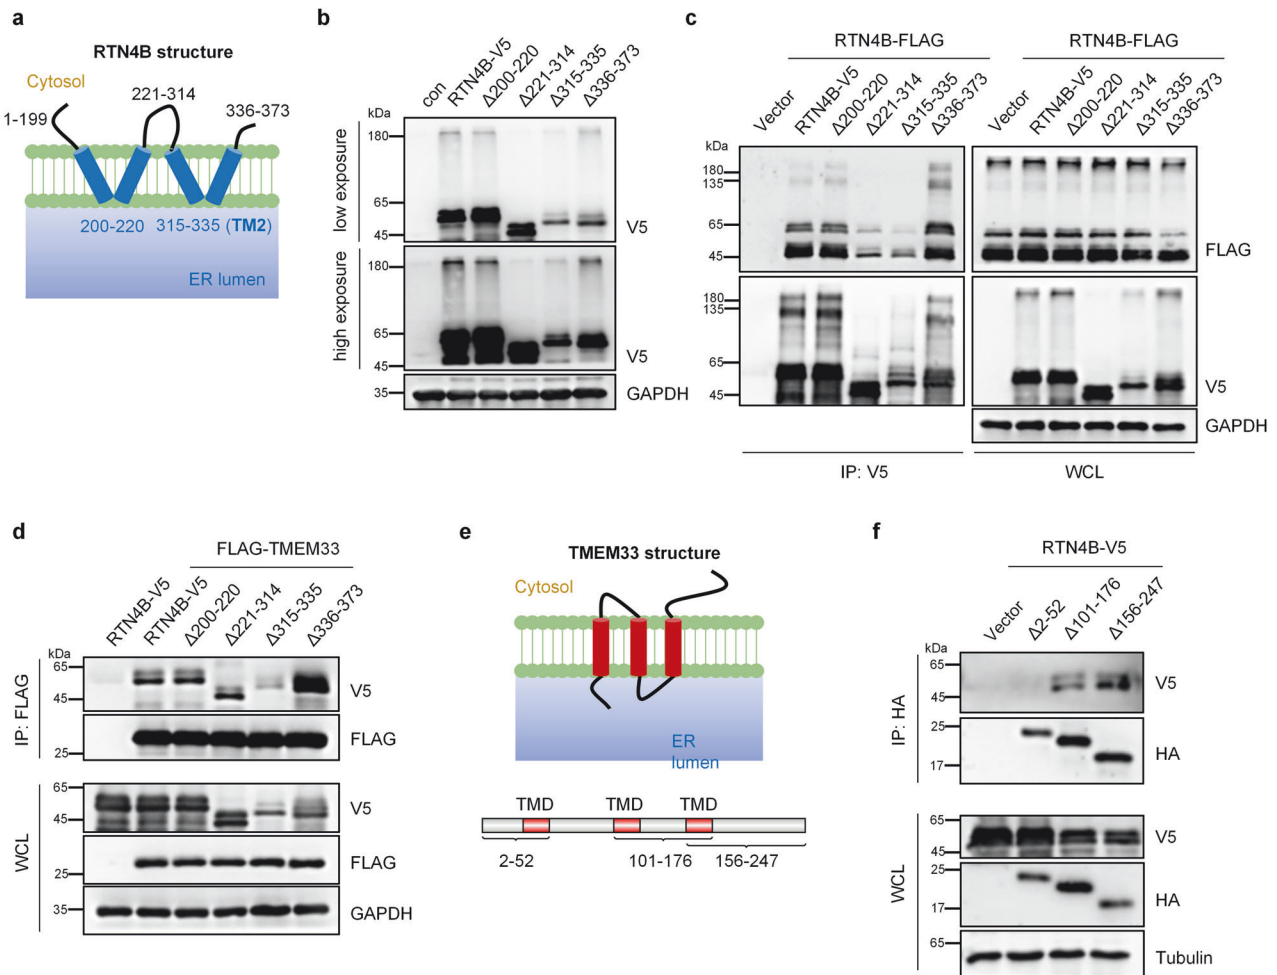 a
RTN4B structure
Cytosol
1-199
221-314
336-373
200-220 315-335 (TM2)
ER lumen
b
con
RTN4B-V5
Δ200-220
Δ221-314
Δ315-335
Δ336-373
kDa
low exposure
180
65
45
V5
high exposure
180
65
45
V5
35
GAPDH
c
RTN4B-FLAG
RTN4B-FLAG
Vector
RTN4B-V5
Δ200-220
Δ221-314
Δ315-335
Δ336-373
Vector
RTN4B-V5
Δ200-220
Δ221-314
Δ315-335
Δ336-373
kDa
180
135
65
45
FLAG
180
135
65
45
V5
GAPDH
IP: V5
WCL
d
FLAG-TMEM33
RTN4B-V5
RTN4B-V5
Δ200-220
Δ221-314
Δ315-335
Δ336-373
kDa
IP: FLAG
65
45
V5
25
FLAG
WCL
65
45
V5
25
FLAG
35
GAPDH
e
TMEM33 structure
Cytosol
ER
lumen
TMD TMD TMD
2-52 101-176 156-247
f
RTN4B-V5
Vector
Δ2-52
Δ101-176
Δ156-247
kDa
IP: HA
65
45
V5
25
17
HA
WCL
65
45
V5
25
17
HA
65
Tubulin